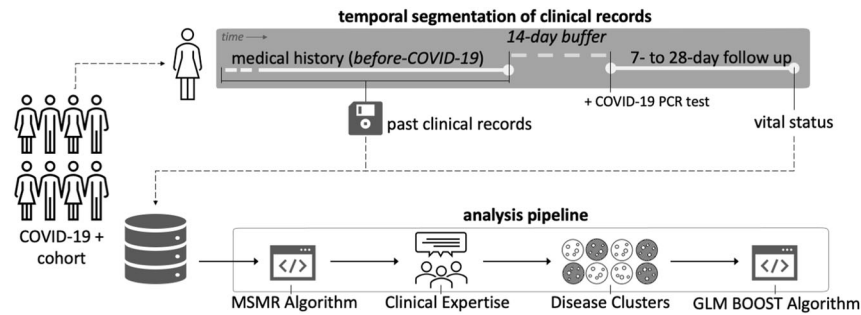 temporal segmentation of clinical records
time
14-day buffer
medical history (before-COVID-19)
7- to 28-day follow up
+ COVID-19 PCR test
past clinical records
vital status
COVID-19 +
cohort
analysis pipeline
</>
</>
MSMR Algorithm
Clinical Expertise
Disease Clusters
GLM BOOST Algorithm